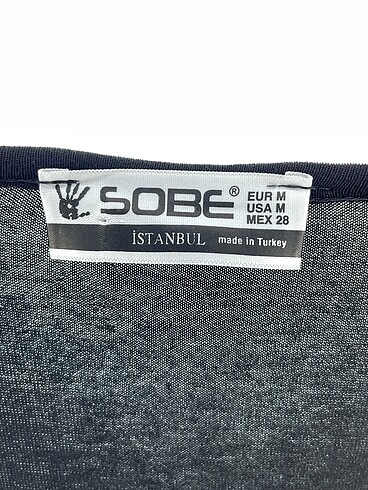 SOBE®
EUR M
USA M
MEX 28
İSTANBUL made in Turkey